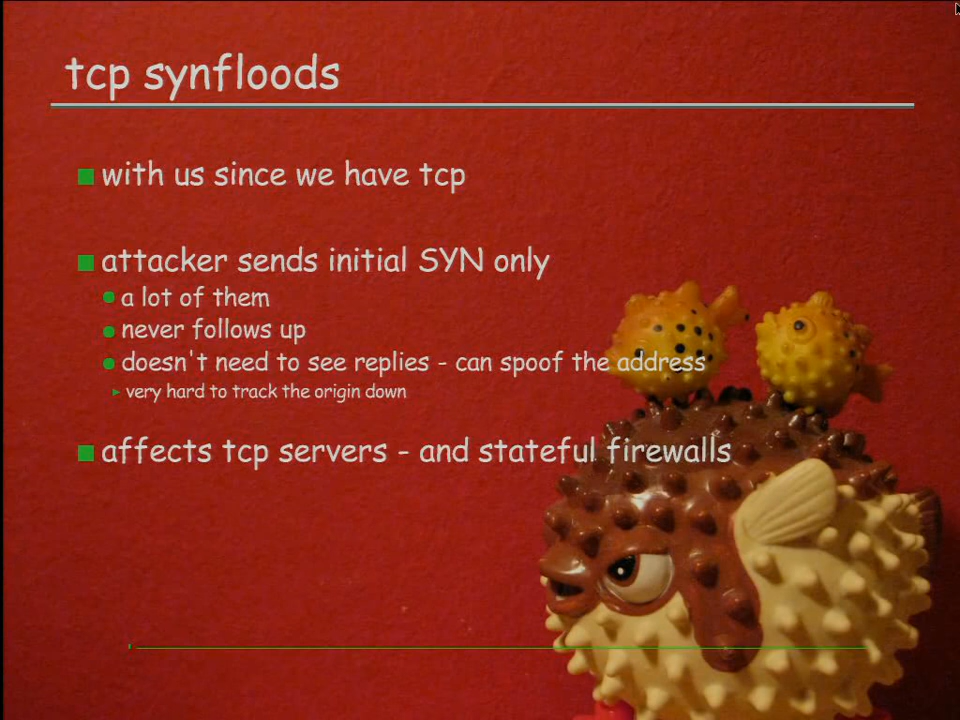 tcp synfloods
with us since we have tcp
attacker sends initial SYN only
a lot of them
never follows up
doesn't need to see replies - can spoof the address
very hard to track the origin down
affects tcp servers - and stateful firewalls